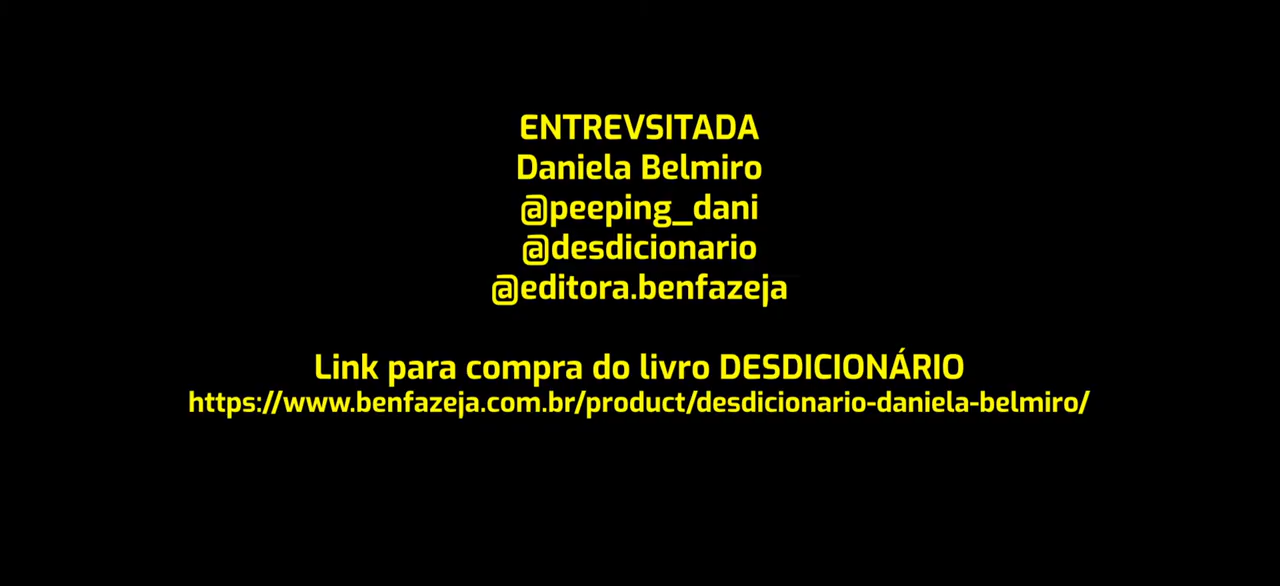 ENTREVSITADA
Daniela Belmiro
@peeping_dani
@desdicionario
@editora.benfazeja
Link para compra do livro DESDICIONÁRIO
https://www.benfazeja.com.br/product/desdicionario-daniela-belmiro/